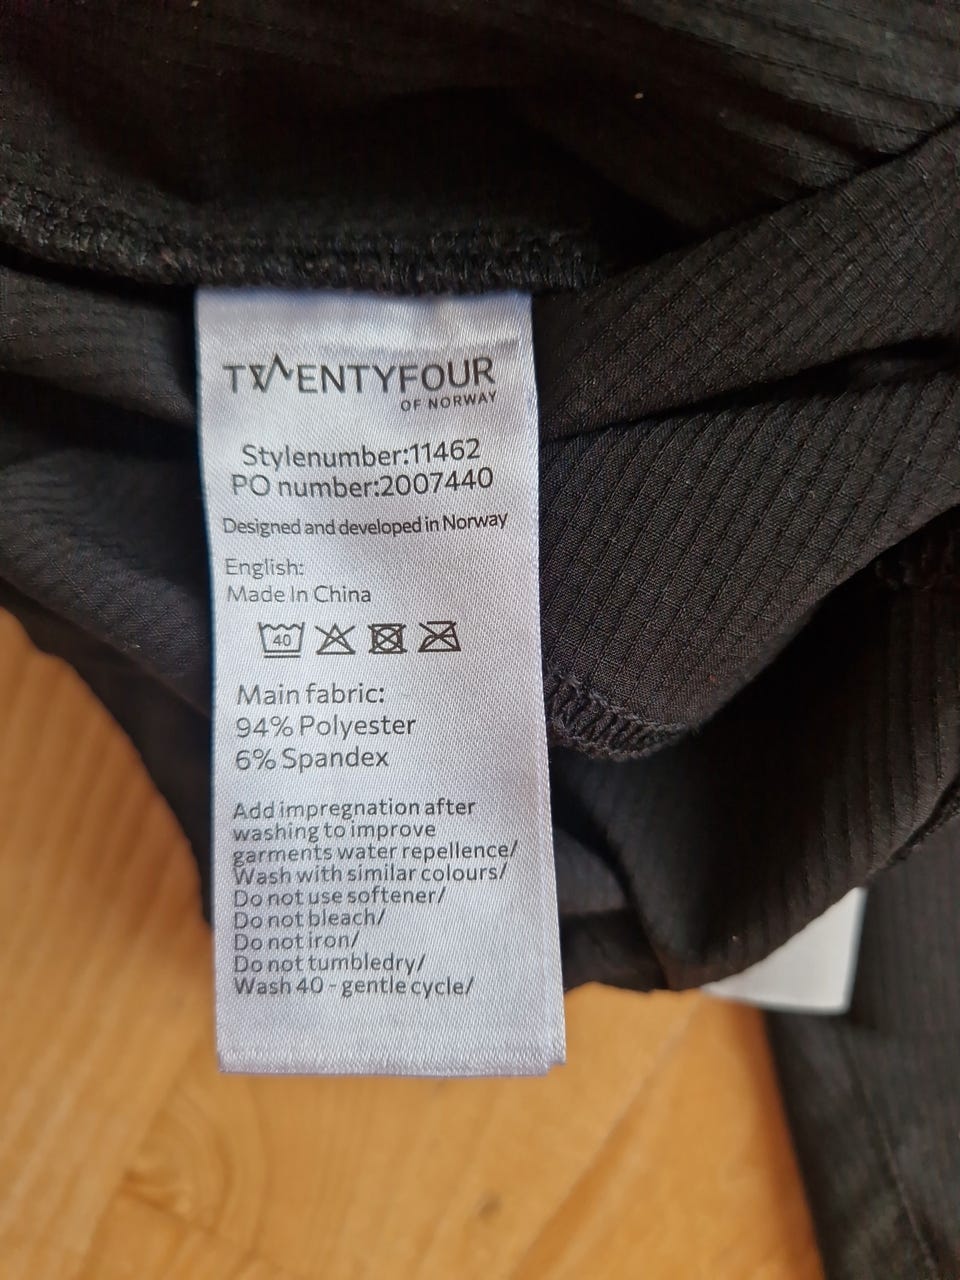 TWENTYFOUR
OF NORWAY
Stylenumber:11462
PO number:2007440
Designed and developed in Norway
English:
Made In China
40
Main fabric:
94% Polyester
6% Spandex
Add impregnation after
washing to improve
garments water repellence/
Wash with similar colours/
Do not use softener/
Do not bleach/
Do not iron/
Do not tumbledry/
Wash 40 - gentle cycle/